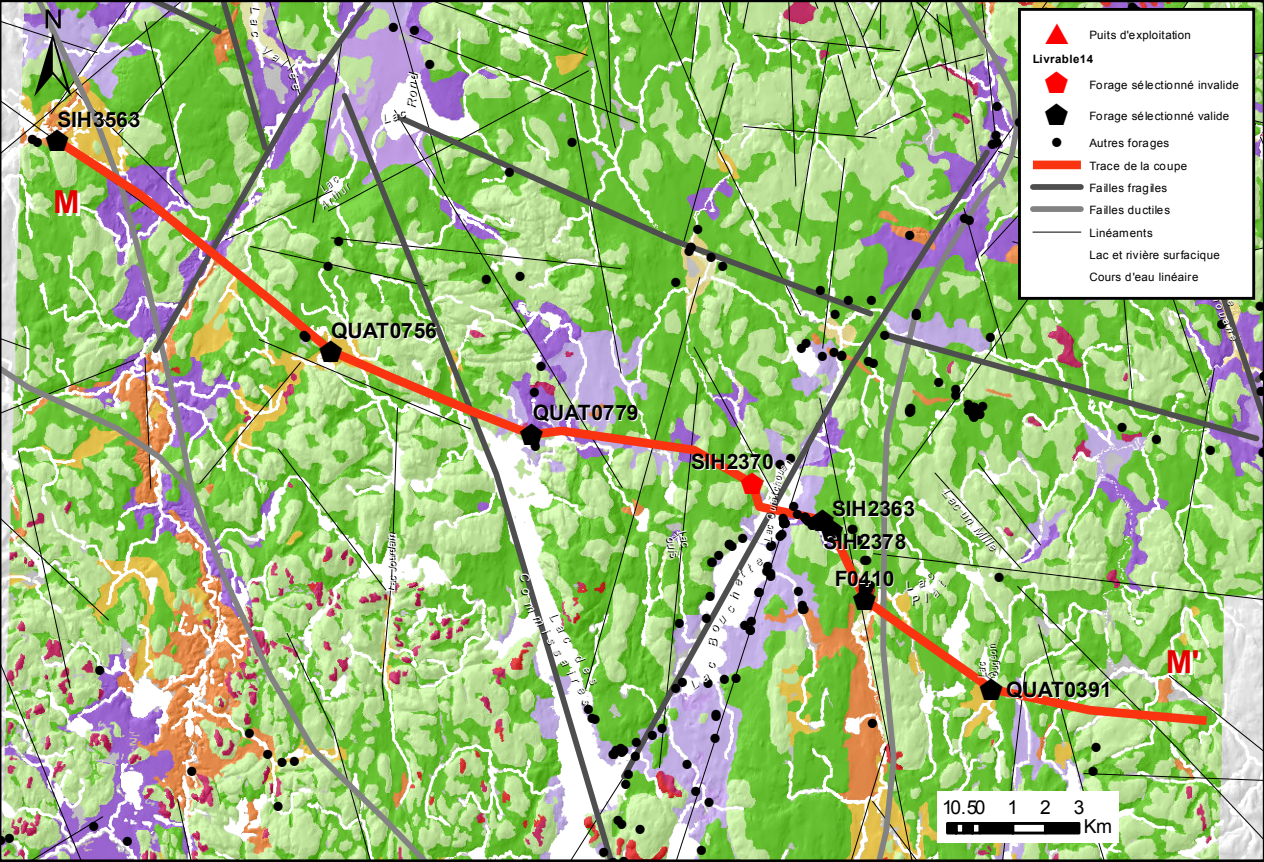 N
Lac Rond
SIH3563
M
QUAT0756
QUAT0779
SIH2370
SIH2363
SIH2378
F0410
QUAT0391
M'
Lac Bouchette
Lac des
Commissaires
Puits d'exploitation
Livrable14
Forage sélectionné invalide
Forage sélectionné valide
Autres forages
Trace de la coupe
Failles fragiles
Failles ductiles
Linéaments
Lac et rivière surfacique
Cours d'eau linéaire
10.50 1 2 3
Km